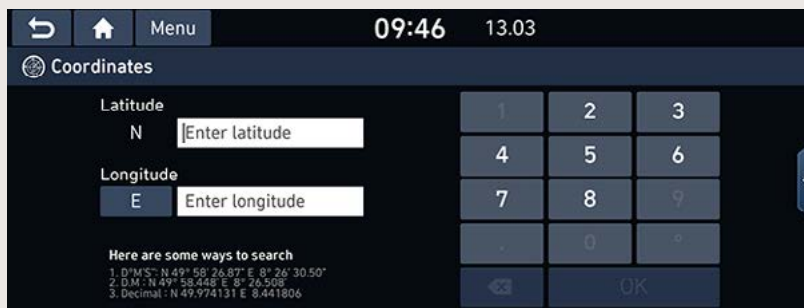 Menu
09:46
13.03
Coordinates
Latitude
N
Enter latitude
Longitude
E
Enter longitude
1 2 3
4 5 6
7 8 9
. 0 °
OK
Here are some ways to search
1. D°M'S": N 49° 58' 26.87" E 8° 26' 30.50"
2. D.M : N 49° 58.448' E 8° 26.508'
3. Decimal : N 49.974131 E 8.441806